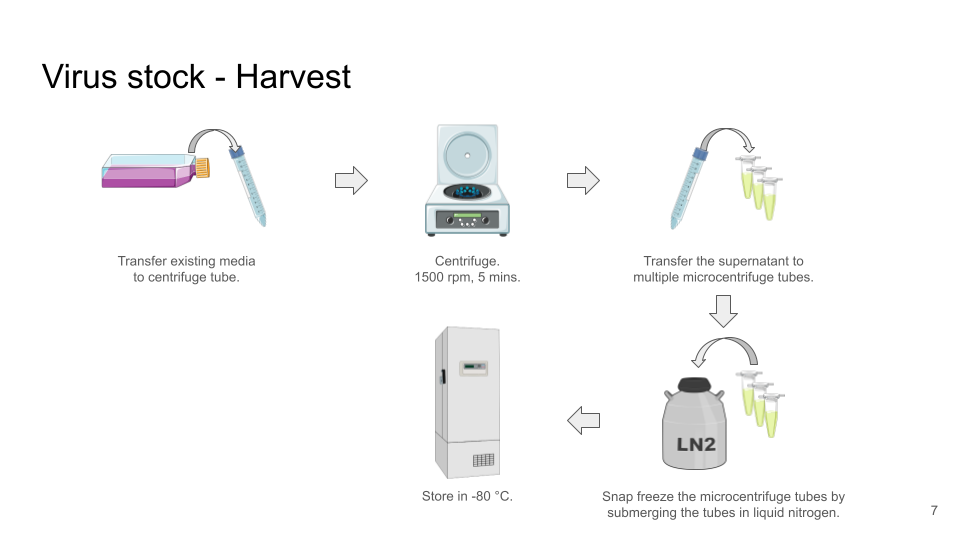 Virus stock - Harvest
Transfer existing media
to centrifuge tube.
Centrifuge.
1500 rpm, 5 mins.
Transfer the supernatant to
multiple microcentrifuge tubes.
LN2
Store in -80 °C.
Snap freeze the microcentrifuge tubes by
submerging the tubes in liquid nitrogen.
7